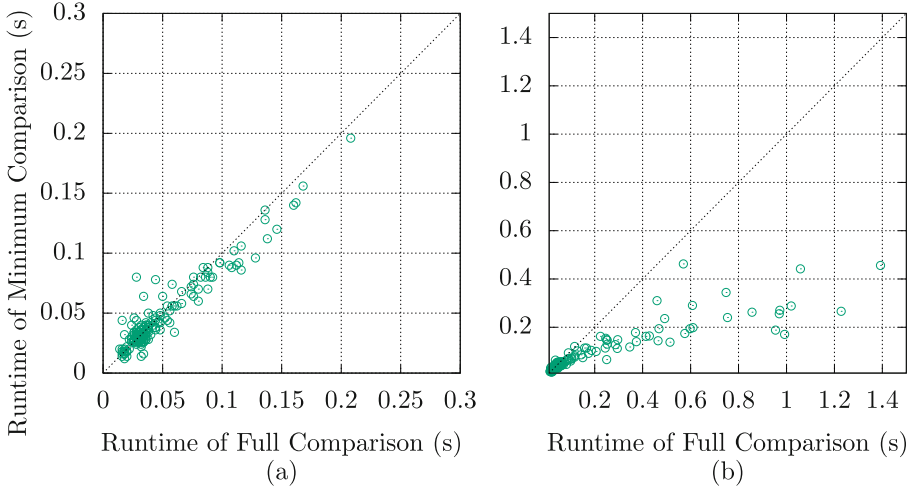 Runtime of Minimum Comparison (s)
0.3
0.25
0.2
0.15
0.1
0.05
0
0 0.05 0.1 0.15 0.2 0.25 0.3
Runtime of Full Comparison (s)
(a)
1.4
1.2
1
0.8
0.6
0.4
0.2
0.2 0.4 0.6 0.8 1 1.2 1.4
Runtime of Full Comparison (s)
(b)